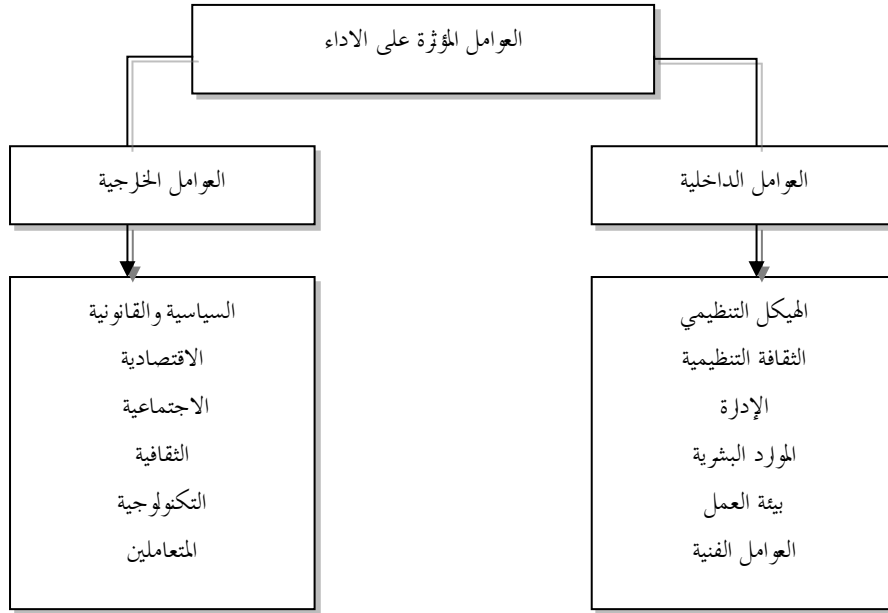 العوامل المؤثرة على الاداء
العوامل الداخلية
العوامل الخارجية
الهيكل التنظيمي
الثقافة التنظيمية
الإدارة
الموارد البشرية
بيئة العمل
العوامل الفنية
السياسية والقانونية
الاقتصادية
الاجتماعية
الثقافية
التكنولوجية
المتعاملين